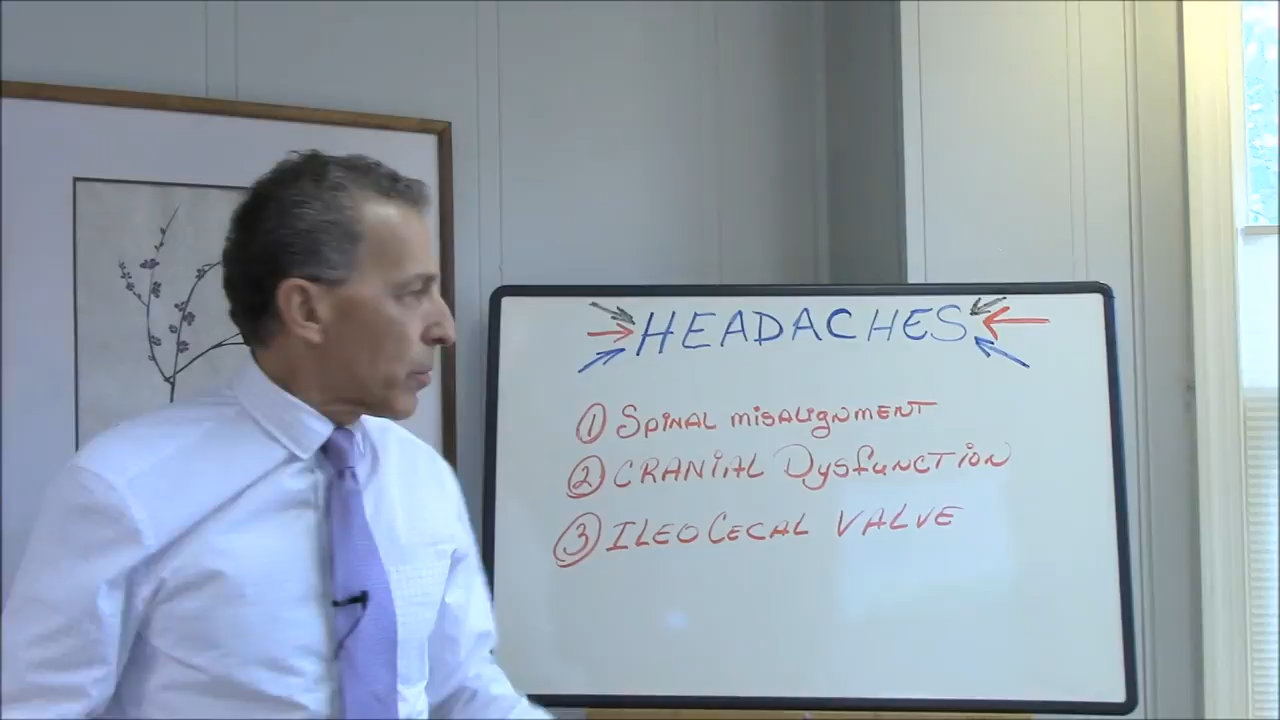 HEADACHES
① Spinal misalignment
② CRANIAL Dysfunction
③ ILEOCECAL VALVE